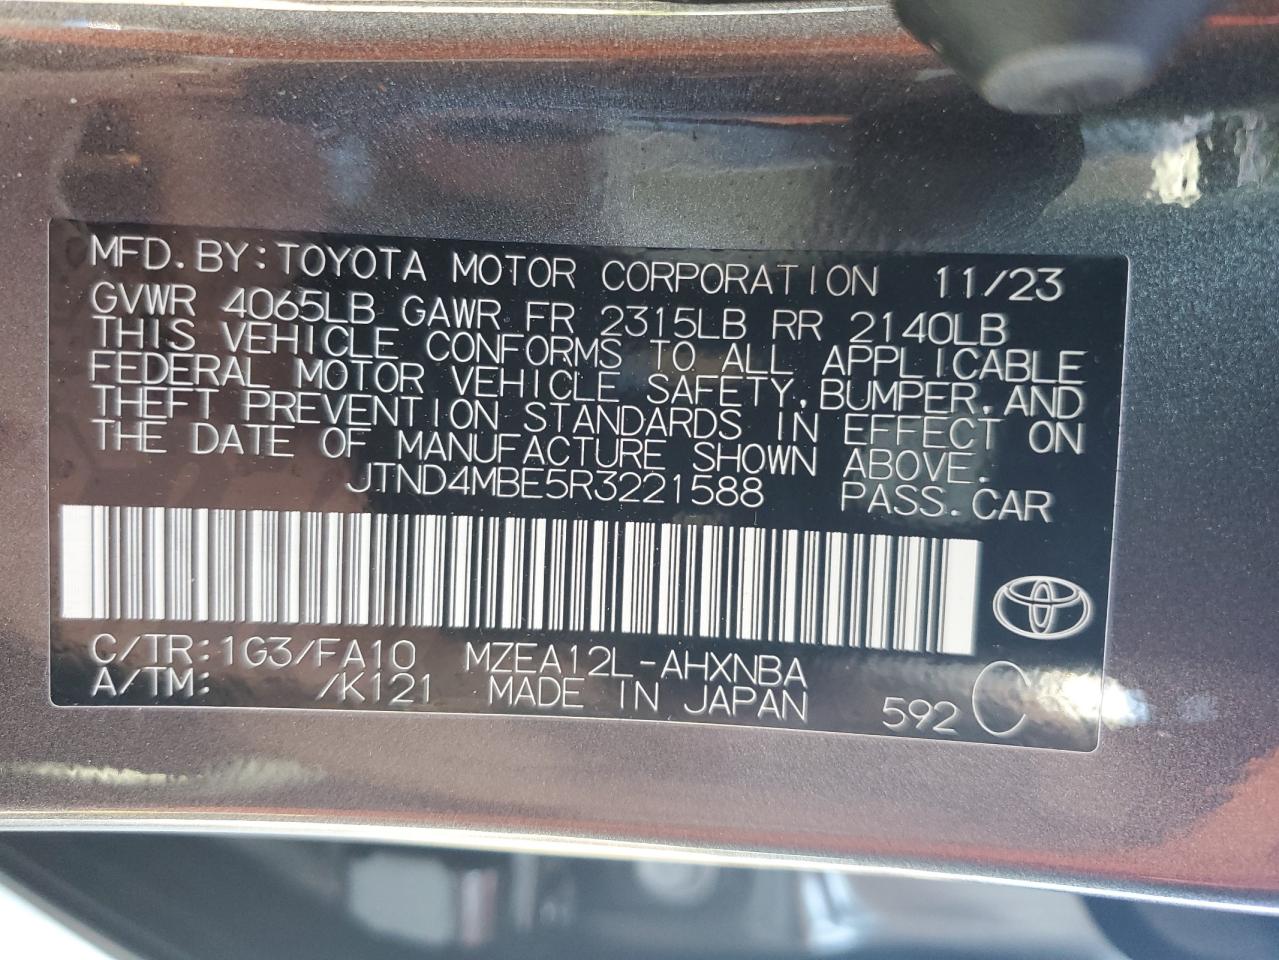 MFD.BY:TOYOTA MOTOR CORPORATION 11/23
GVWR 4065LB GAWR FR 2315LB RR 2140LB
THIS VEHICLE CONFORMS TO ALL APPLICABLE
FEDERAL MOTOR VEHICLE SAFETY,BUMPER,AND
THEFT PREVENTION STANDARDS IN EFFECT ON
THE DATE OF MANUFACTURE SHOWN ABOVE.
JTND4MBE5R3221588 PASS.CAR
C/TR:1G3/FA10 MZEA12L-AHXNBA
A/TM: /K121 MADE IN JAPAN 592 C